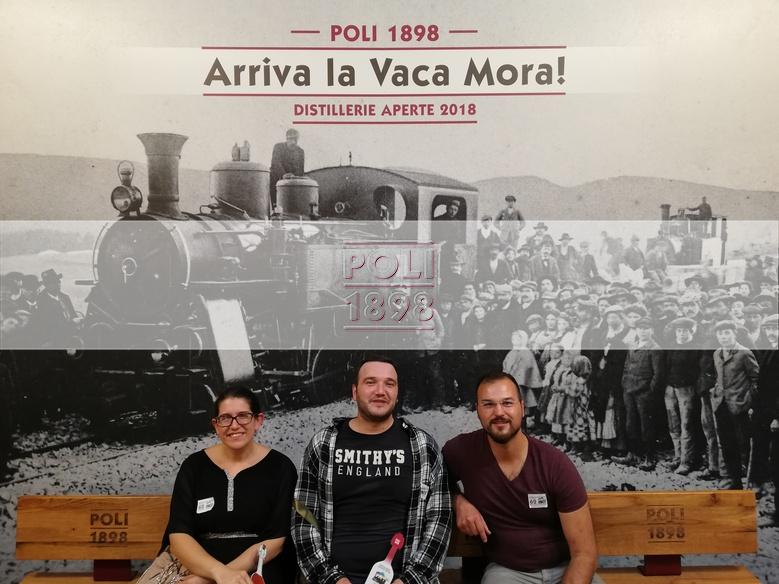 POLI 1898
Arriva la Vaca Mora!
DISTILLERIE APERTE 2018
POLI
1898
SMITHY'S
ENGLAND
POLI
1898
POLI
1898